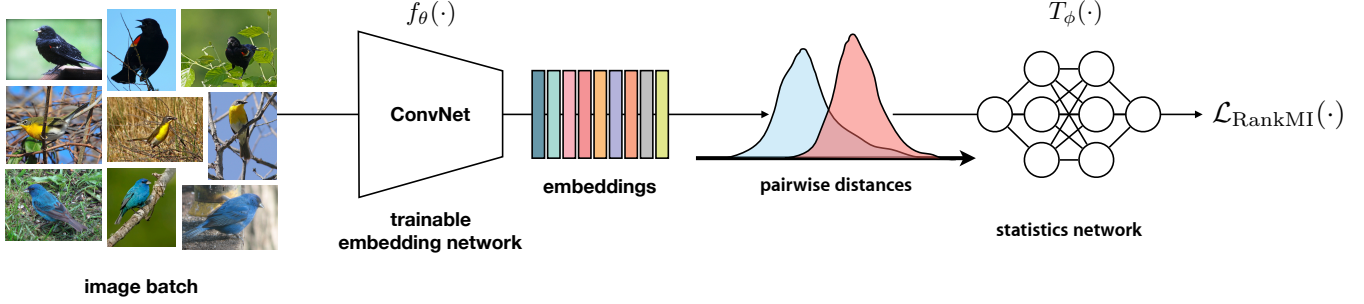 f_θ(·)
T_ϕ(·)
ConvNet
ℒ_RankMI(·)
embeddings
pairwise distances
trainable
embedding network
statistics network
image batch